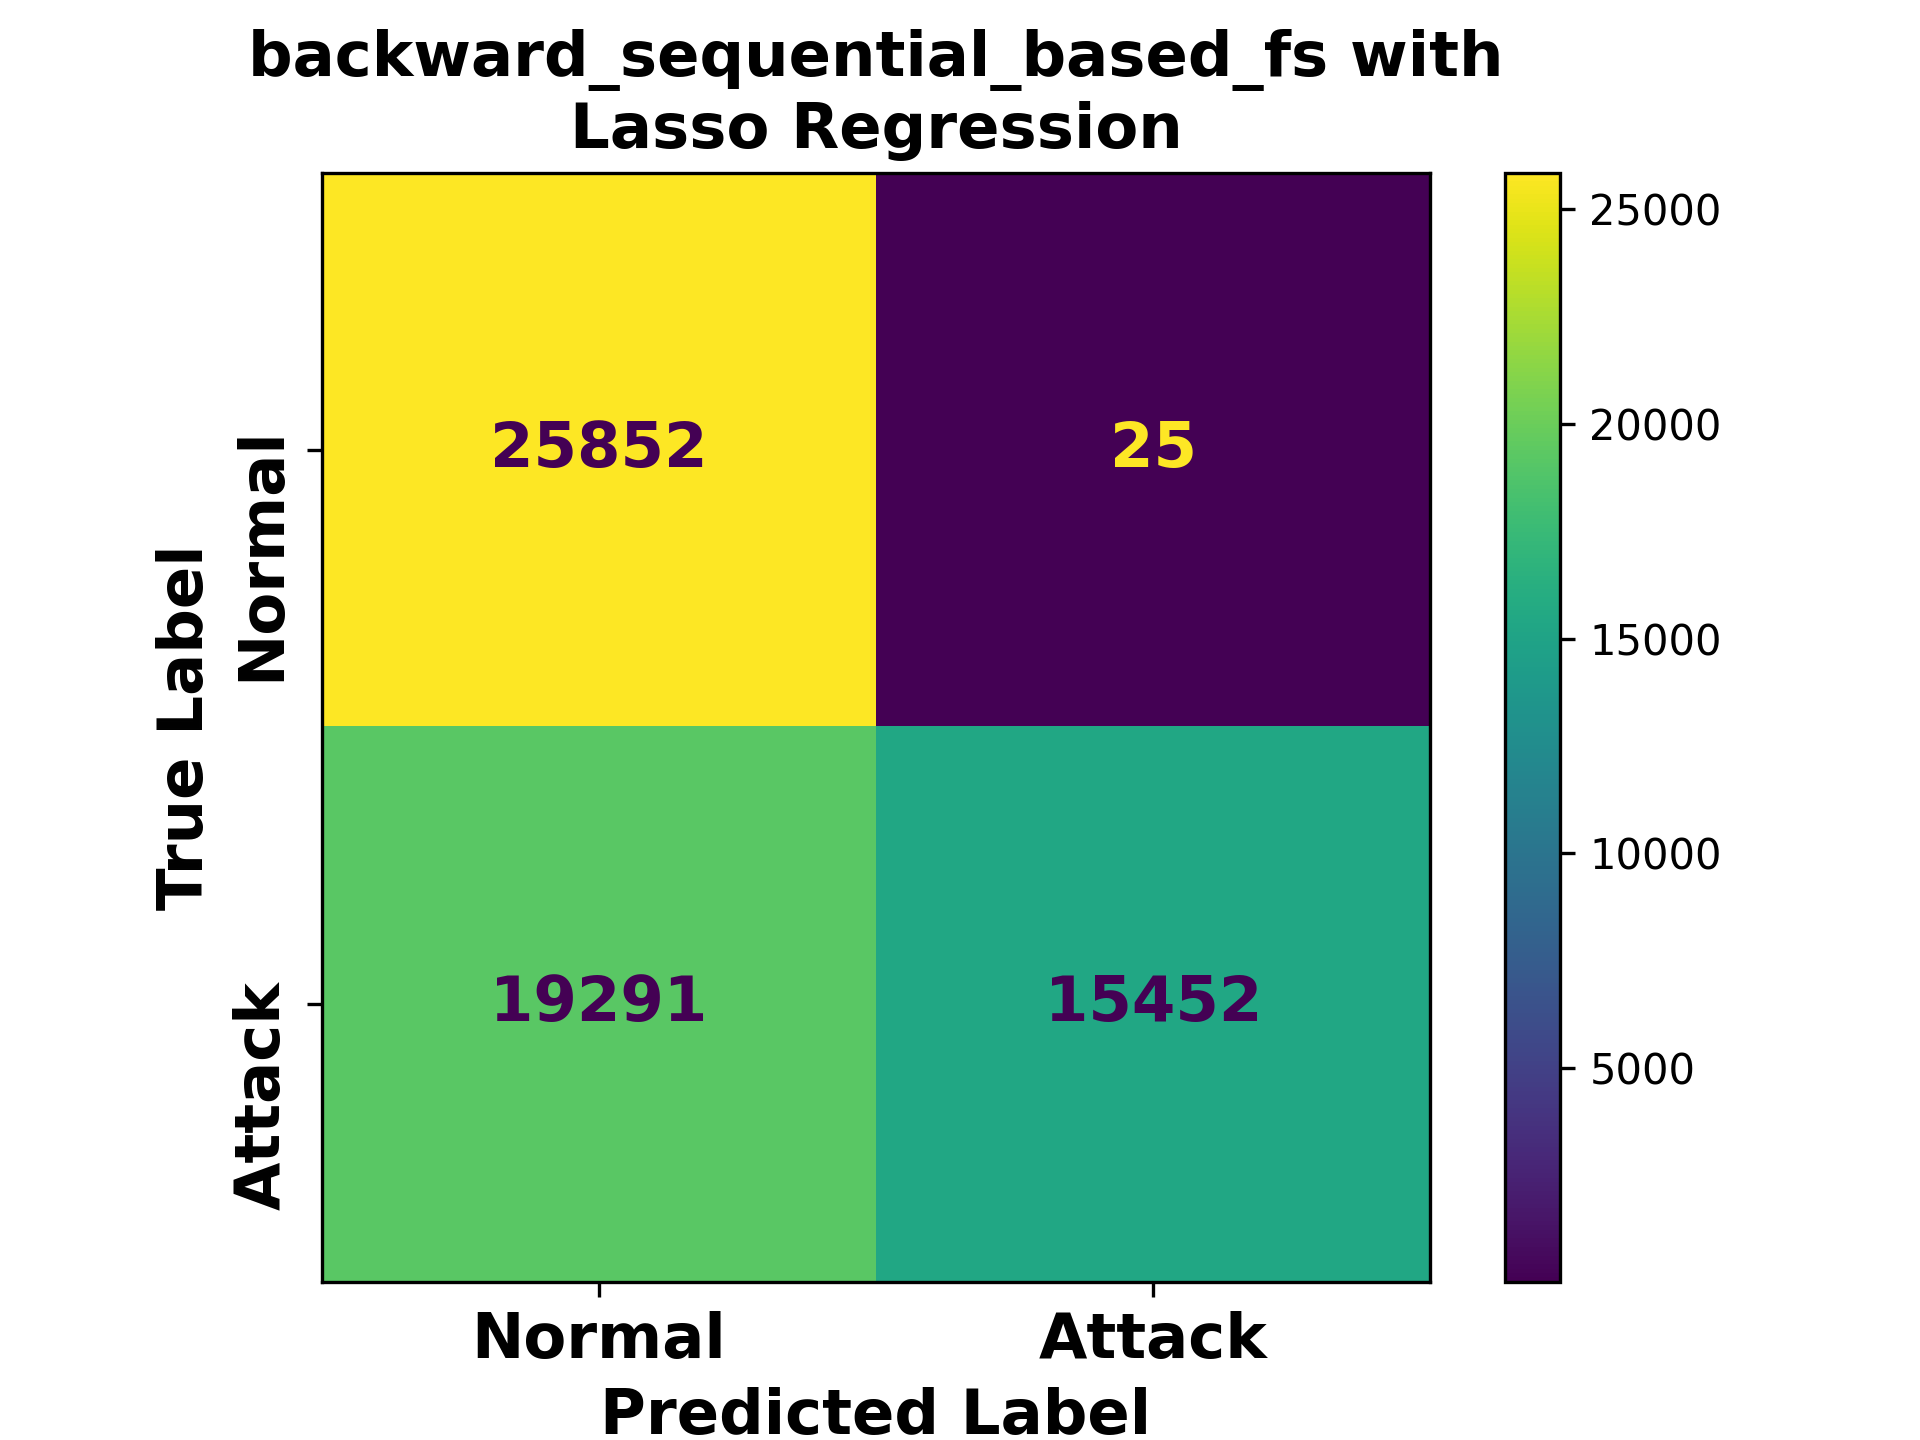 backward_sequential_based_fs with
Lasso Regression
True Label
Normal
Attack
25852
25
19291
15452
Normal
Attack
Predicted Label
25000
20000
15000
10000
5000